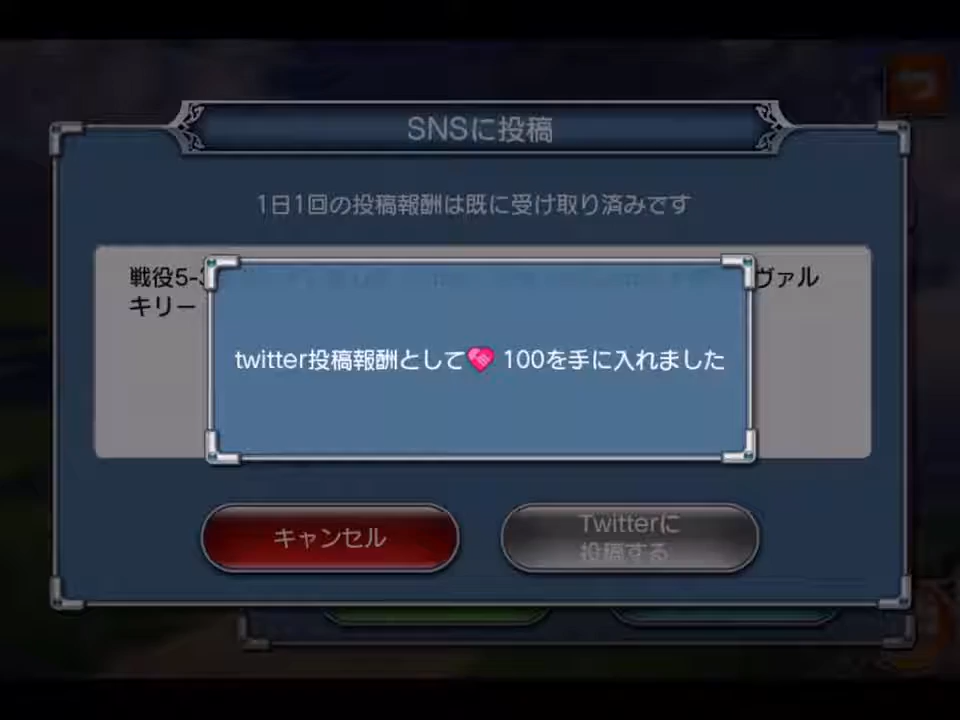 SNSに投稿
1日1回の投稿報酬は既に受け取り済みです
戦役5-
ヴァル
キリー
twitter投稿報酬として 100を手に入れました
キャンセル
Twitterに
投稿する